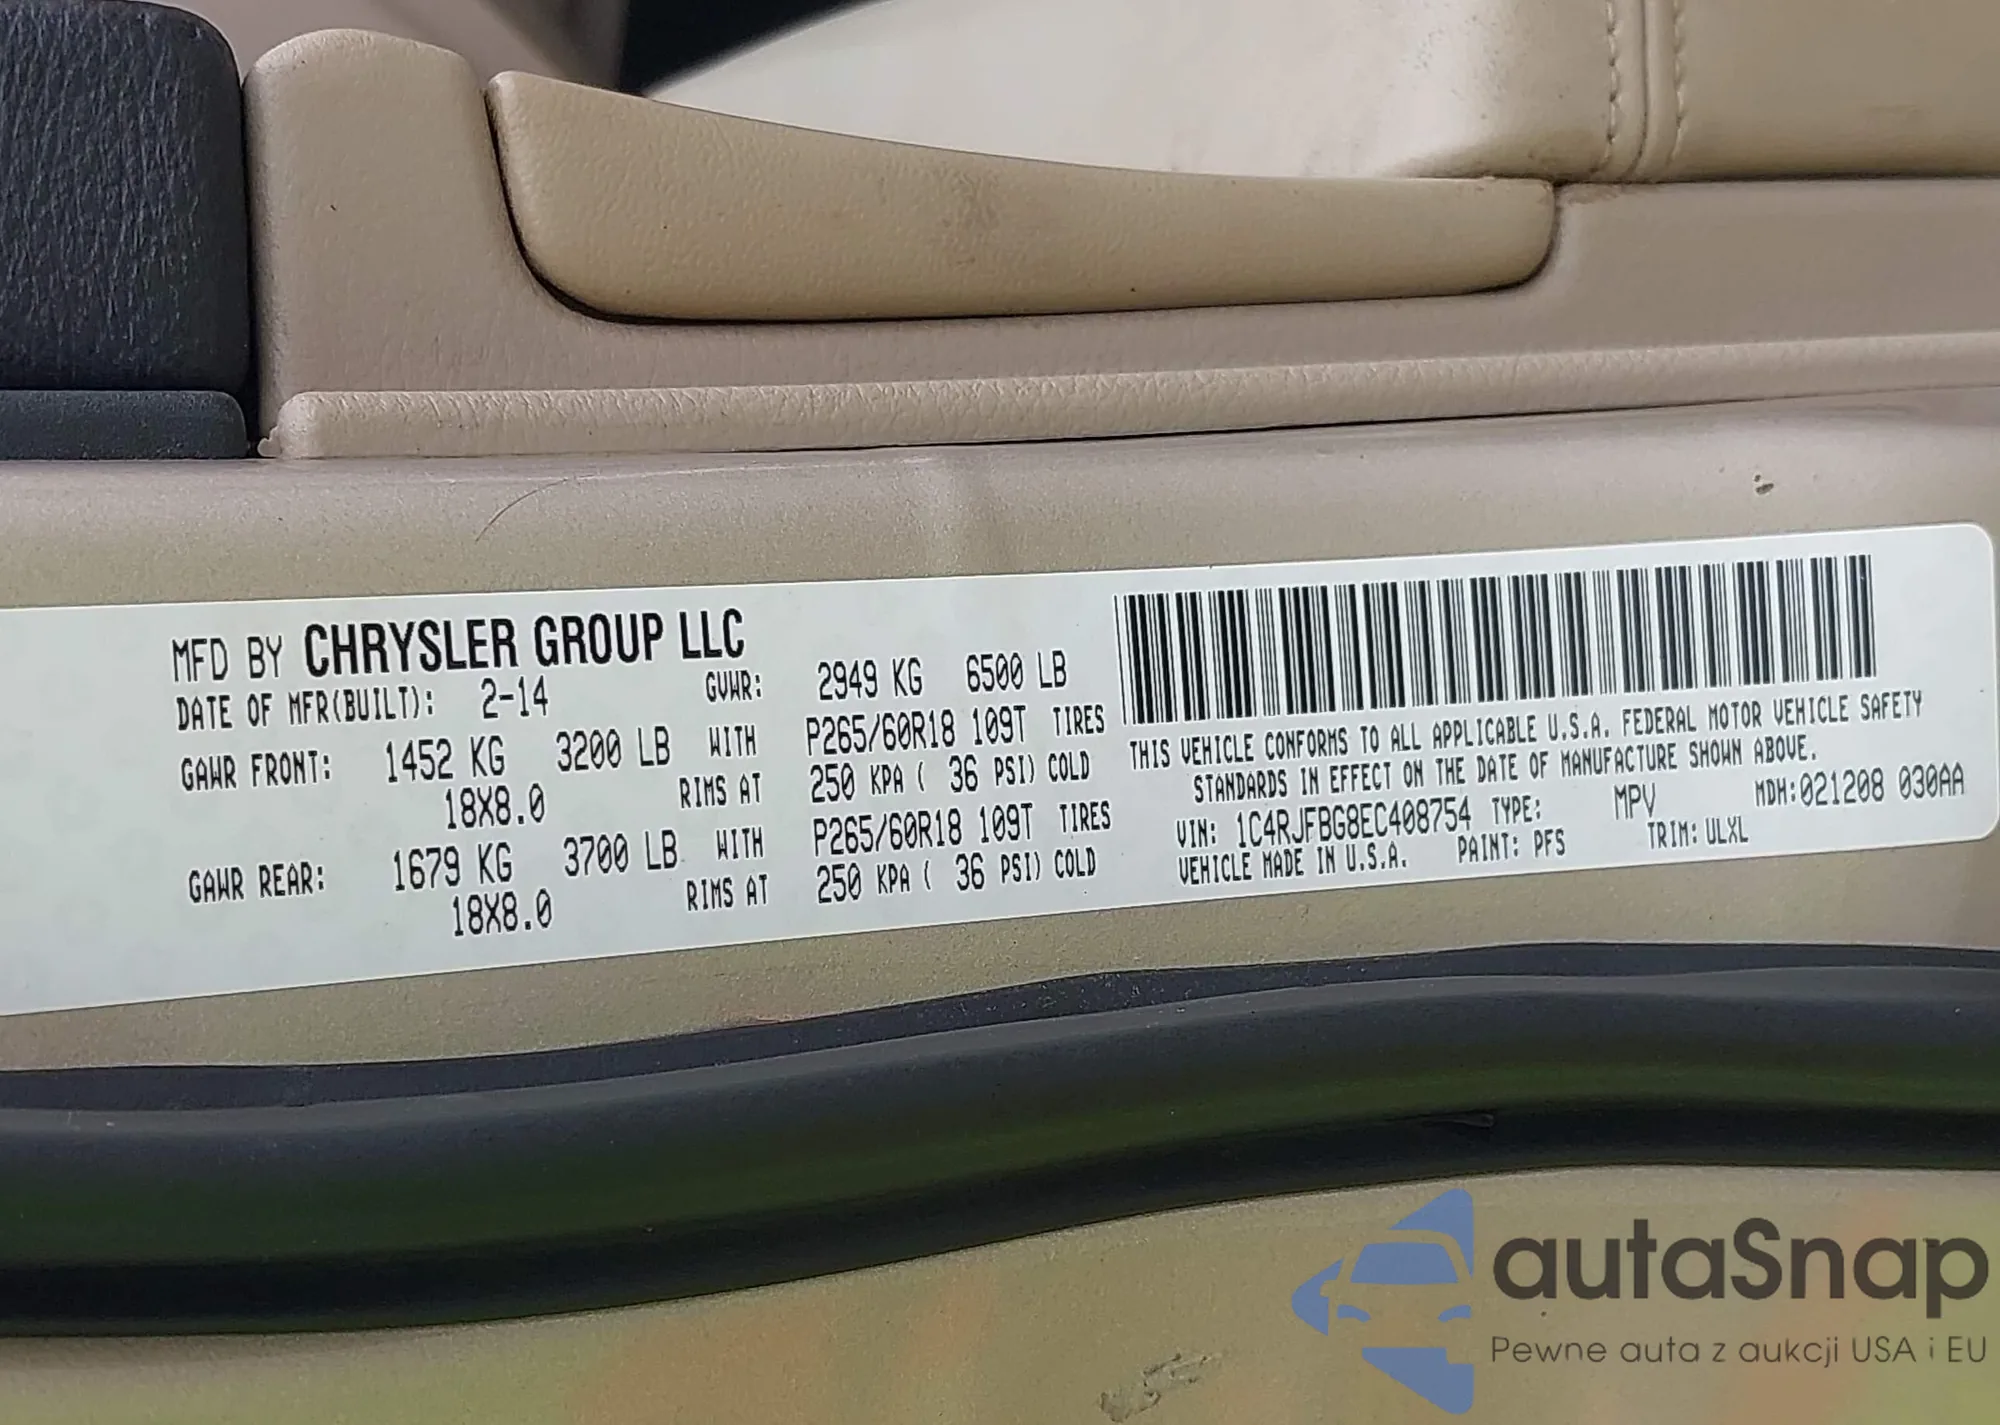 MFD BY CHRYSLER GROUP LLC
DATE OF MFR(BUILT): 2-14 GVWR: 2949 KG 6500 LB
GAWR FRONT: 1452 KG 3200 LB WITH P265/60R18 109T TIRES
18X8.0 RIMS AT 250 KPA ( 36 PSI) COLD
GAWR REAR: 1679 KG 3700 LB WITH P265/60R18 109T TIRES
18X8.0 RIMS AT 250 KPA ( 36 PSI) COLD
THIS VEHICLE CONFORMS TO ALL APPLICABLE U.S.A. FEDERAL MOTOR VEHICLE SAFETY
STANDARDS IN EFFECT ON THE DATE OF MANUFACTURE SHOWN ABOVE.
VIN: 1C4RJFBG8EC408754 TYPE: MPV MDH:021208 030AA
VEHICLE MADE IN U.S.A. PAINT: PFS TRIM: ULXL
autaSnap
Pewne auta z aukcji USA i EU